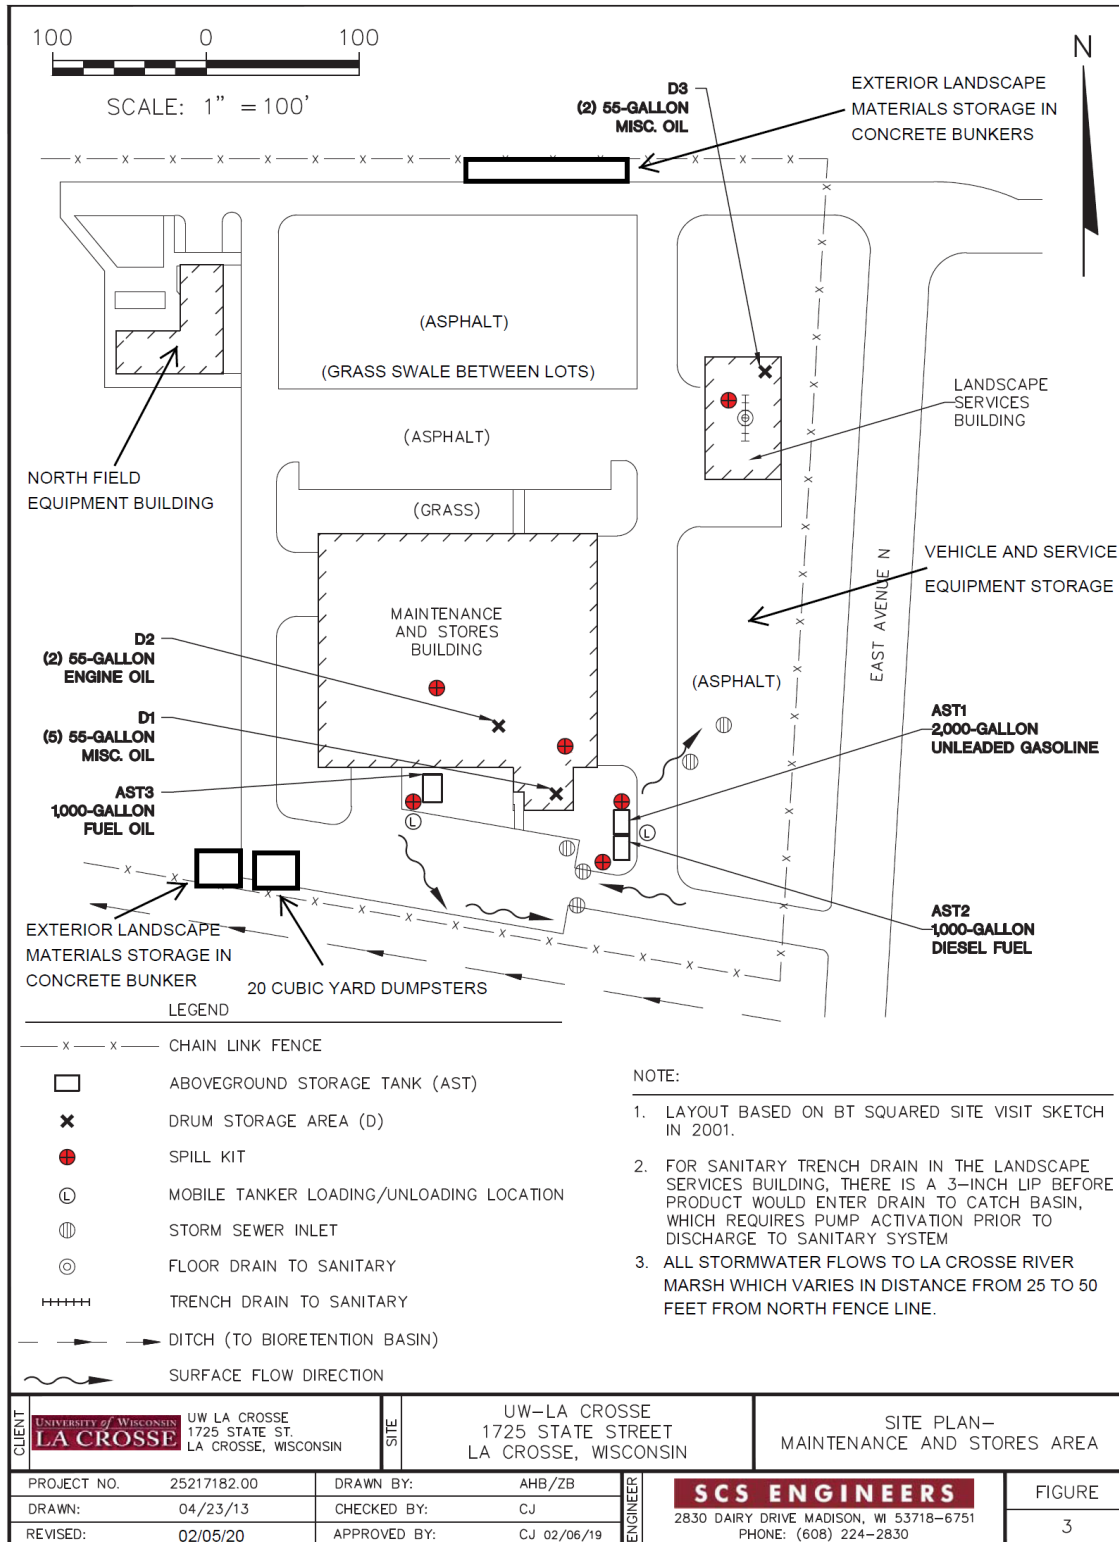 100 0 100
SCALE: 1" = 100'
N
D3
(2) 55-GALLON
MISC. OIL
EXTERIOR LANDSCAPE
MATERIALS STORAGE IN
CONCRETE BUNKERS
(ASPHALT)
(GRASS SWALE BETWEEN LOTS)
(ASPHALT)
LANDSCAPE
SERVICES
BUILDING
NORTH FIELD
EQUIPMENT BUILDING
(GRASS)
VEHICLE AND SERVICE
EQUIPMENT STORAGE
EAST AVENUE N
MAINTENANCE
AND STORES
BUILDING
D2
(2) 55-GALLON
ENGINE OIL
(ASPHALT)
D1
(5) 55-GALLON
MISC. OIL
AST1
2,000-GALLON
UNLEADED GASOLINE
AST3
1,000-GALLON
FUEL OIL
L
L
AST2
1,000-GALLON
DIESEL FUEL
EXTERIOR LANDSCAPE
MATERIALS STORAGE IN
CONCRETE BUNKER
20 CUBIC YARD DUMPSTERS
LEGEND
X X CHAIN LINK FENCE
ABOVEGROUND STORAGE TANK (AST)
DRUM STORAGE AREA (D)
SPILL KIT
L MOBILE TANKER LOADING/UNLOADING LOCATION
STORM SEWER INLET
FLOOR DRAIN TO SANITARY
TRENCH DRAIN TO SANITARY
DITCH (TO BIORETENTION BASIN)
SURFACE FLOW DIRECTION
NOTE:
1. LAYOUT BASED ON BT SQUARED SITE VISIT SKETCH
IN 2001.
2. FOR SANITARY TRENCH DRAIN IN THE LANDSCAPE
SERVICES BUILDING, THERE IS A 3-INCH LIP BEFORE
PRODUCT WOULD ENTER DRAIN TO CATCH BASIN,
WHICH REQUIRES PUMP ACTIVATION PRIOR TO
DISCHARGE TO SANITARY SYSTEM
3. ALL STORMWATER FLOWS TO LA CROSSE RIVER
MARSH WHICH VARIES IN DISTANCE FROM 25 TO 50
FEET FROM NORTH FENCE LINE.
CLIENT
UNIVERSITY of WISCONSIN
LA CROSSE
UW LA CROSSE
1725 STATE ST.
LA CROSSE, WISCONSIN
SITE
UW-LA CROSSE
1725 STATE STREET
LA CROSSE, WISCONSIN
SITE PLAN-
MAINTENANCE AND STORES AREA
PROJECT NO. 25217182.00
DRAWN BY: AHB/ZB
DRAWN: 04/23/13
CHECKED BY: CJ
REVISED: 02/05/20
APPROVED BY: CJ 02/06/19
ENGINEER
SCS ENGINEERS
2830 DAIRY DRIVE MADISON, WI 53718-6751
PHONE: (608) 224-2830
FIGURE
3